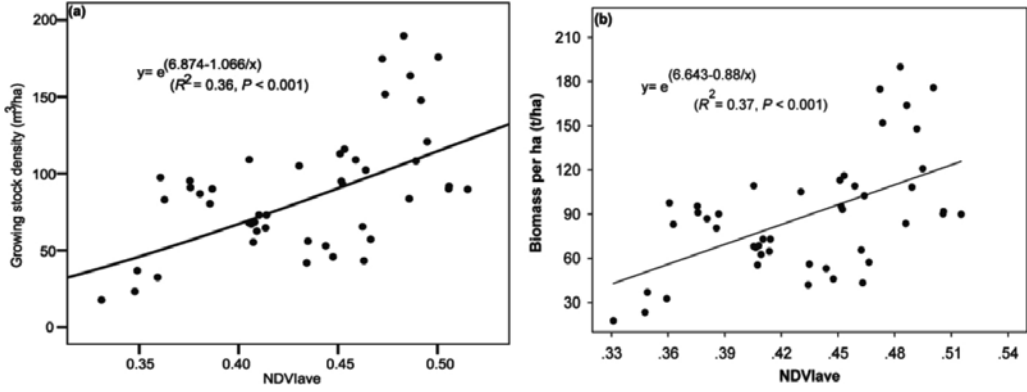 (a)
y= e(6.874-1.066/x)
(R2 = 0.36, P < 0.001)
Growing stock density (m3/ha)
200
150
100
50
0
0.35
0.40
0.45
0.50
NDVIave
(b)
y= e(6.643-0.88/x)
(R2 = 0.37, P < 0.001)
Biomass per ha (t/ha)
180
150
120
90
60
30
.33
.36
.39
.42
.45
.48
.51
.54
NDVIave